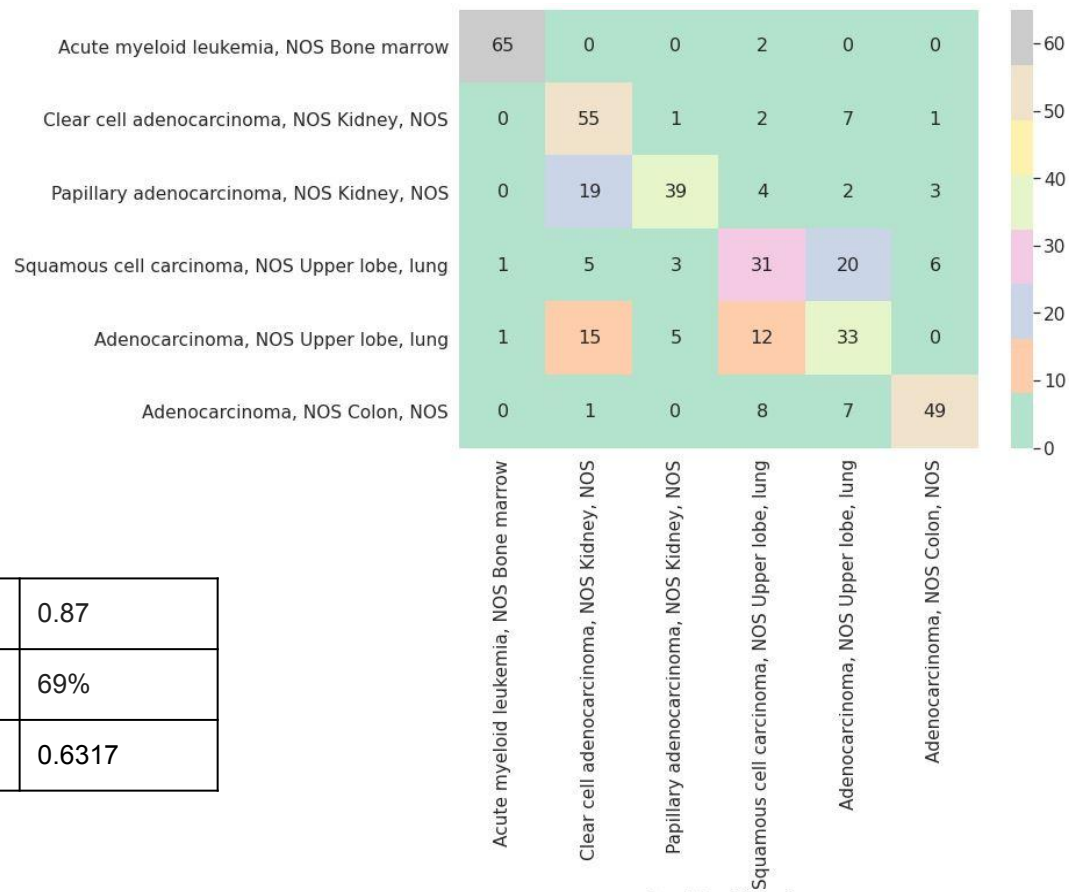 Acute myeloid leukemia, NOS Bone marrow 65 0 0 2 0 0
Clear cell adenocarcinoma, NOS Kidney, NOS 0 55 1 2 7 1
Papillary adenocarcinoma, NOS Kidney, NOS 0 19 39 4 2 3
Squamous cell carcinoma, NOS Upper lobe, lung 1 5 3 31 20 6
Adenocarcinoma, NOS Upper lobe, lung 1 15 5 12 33 0
Adenocarcinoma, NOS Colon, NOS 0 1 0 8 7 49
60
50
40
30
20
10
0
Acute myeloid leukemia, NOS Bone marrow
Clear cell adenocarcinoma, NOS Kidney, NOS
Papillary adenocarcinoma, NOS Kidney, NOS
Squamous cell carcinoma, NOS Upper lobe, lung
Adenocarcinoma, NOS Upper lobe, lung
Adenocarcinoma, NOS Colon, NOS
0.87
69%
0.6317